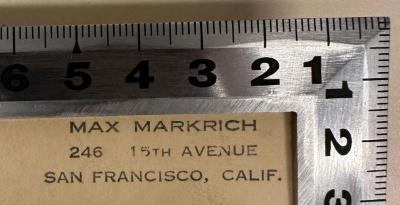 6 5 4 3 2 1
1
2
3
MAX MARKRICH
246 15TH AVENUE
SAN FRANCISCO, CALIF.